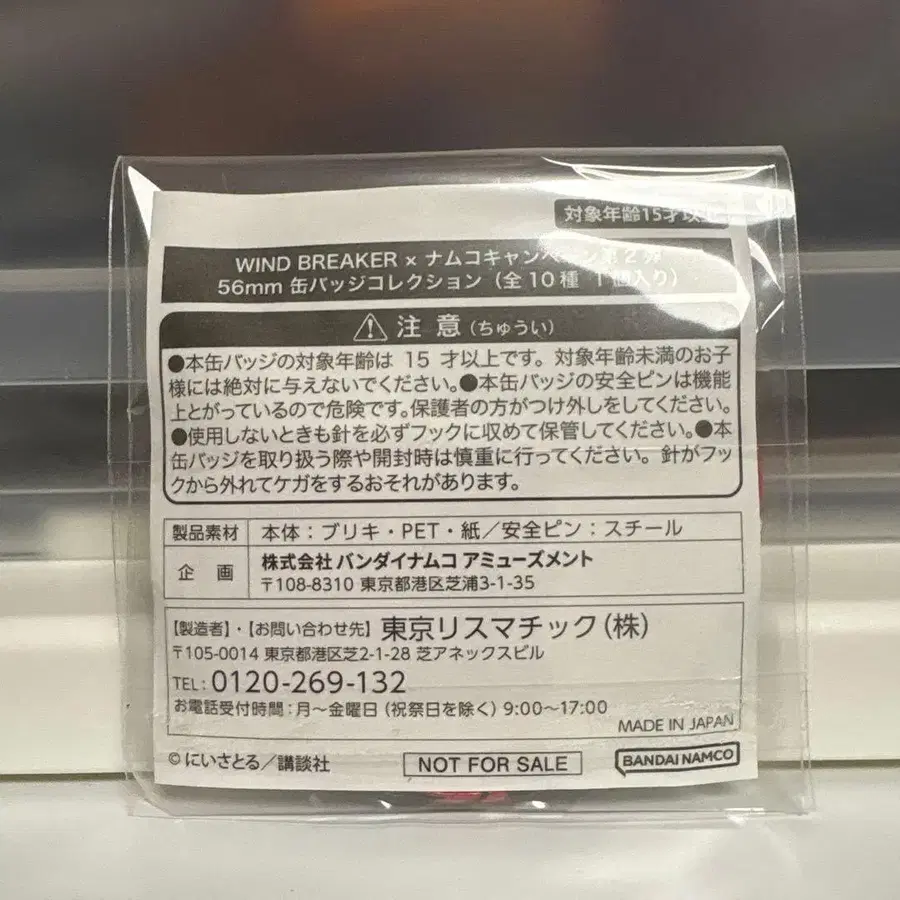 対象年齢15才以上
WIND BREAKER × ナムコキャンペーン第2弾
56mm 缶バッジコレクション（全10種 1個入り）
注意（ちゅうい）
●本缶バッジの対象年齢は 15 才以上です。対象年齢未満のお子
様には絶対に与えないでください。●本缶バッジの安全ピンは機能
上とがっているので危険です。保護者の方がつけ外しをしてください。
●使用しないときも針を必ずフックに収めて保管してください。●本
缶バッジを取り扱う際や開封時は慎重に行ってください。針がフッ
クから外れてケガをするおそれがあります。
製品素材 本体：ブリキ・PET・紙／安全ピン：スチール
企画 株式会社 バンダイナムコ アミューズメント
〒108-8310 東京都港区芝浦3-1-35
【製造者】・【お問い合わせ先】東京リスマチック（株）
〒105-0014 東京都港区芝2-1-28 芝アネックスビル
TEL：0120-269-132
お電話受付時間：月～金曜日（祝祭日を除く）9:00～17:00
MADE IN JAPAN
©にいさとる／講談社 NOT FOR SALE BANDAI NAMCO